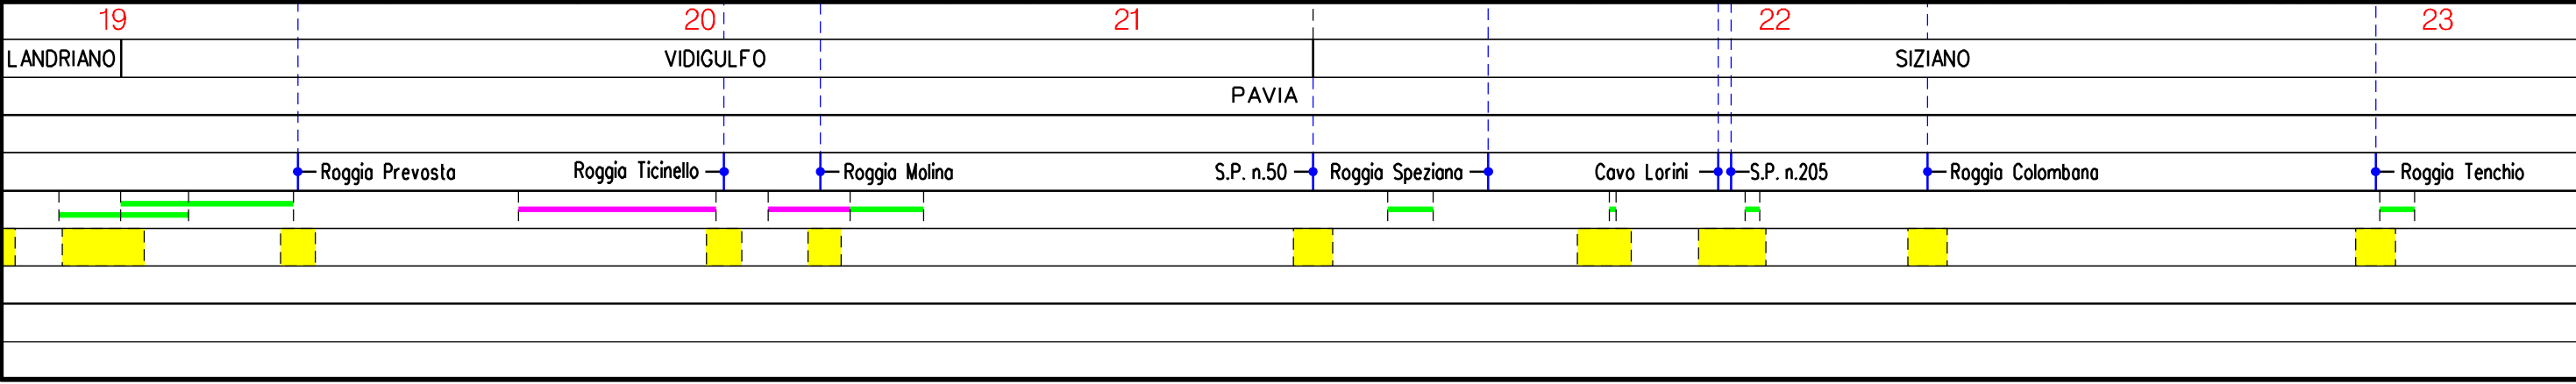 19 20 21 22 23
LANDRIANO VIDIGULFO SIZIANO
PAVIA
Roggia Prevosta Roggia Ticinello Roggia Molina S.P. n.50 Roggia Speziana Cavo Lorini S.P. n.205 Roggia Colombana Roggia Tenchio